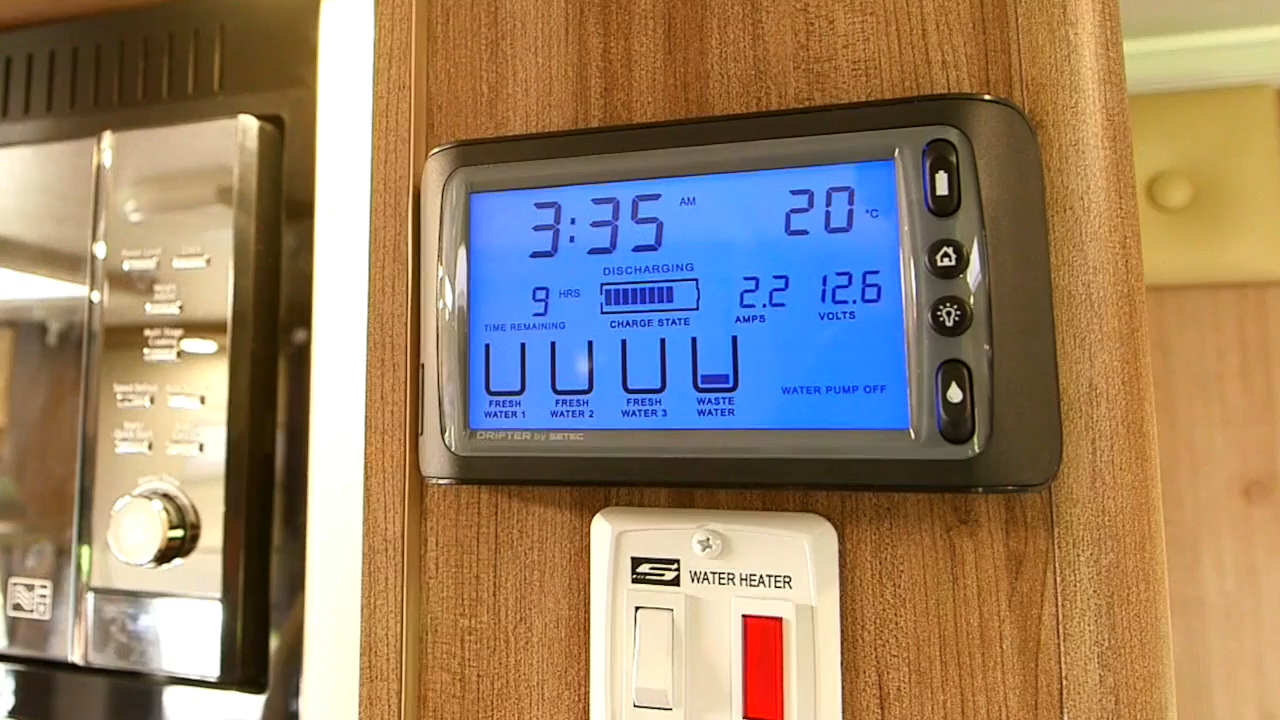 3:35 AM
20 °C
DISCHARGING
9 HRS
2.2
12.6
TIME REMAINING
CHARGE STATE
AMPS
VOLTS
FRESH WATER 1
FRESH WATER 2
FRESH WATER 3
WASTE WATER
WATER PUMP OFF
DRIFTER by SETEC
WATER HEATER